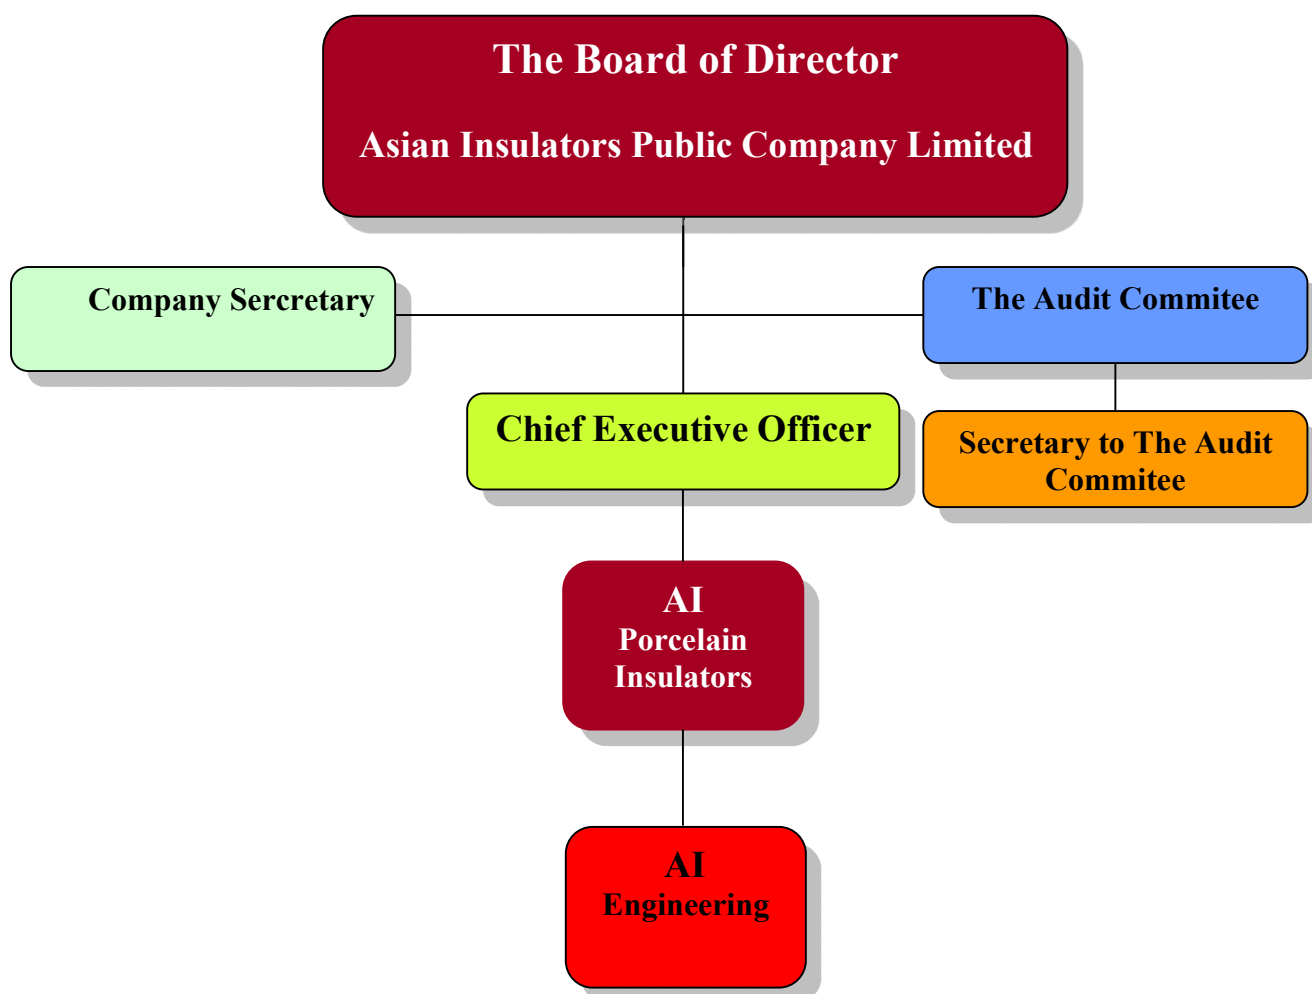 The Board of Director
Asian Insulators Public Company Limited
Company Sercretary
The Audit Commitee
Chief Executive Officer
Secretary to The Audit
Commitee
AI
Porcelain
Insulators
AI
Engineering